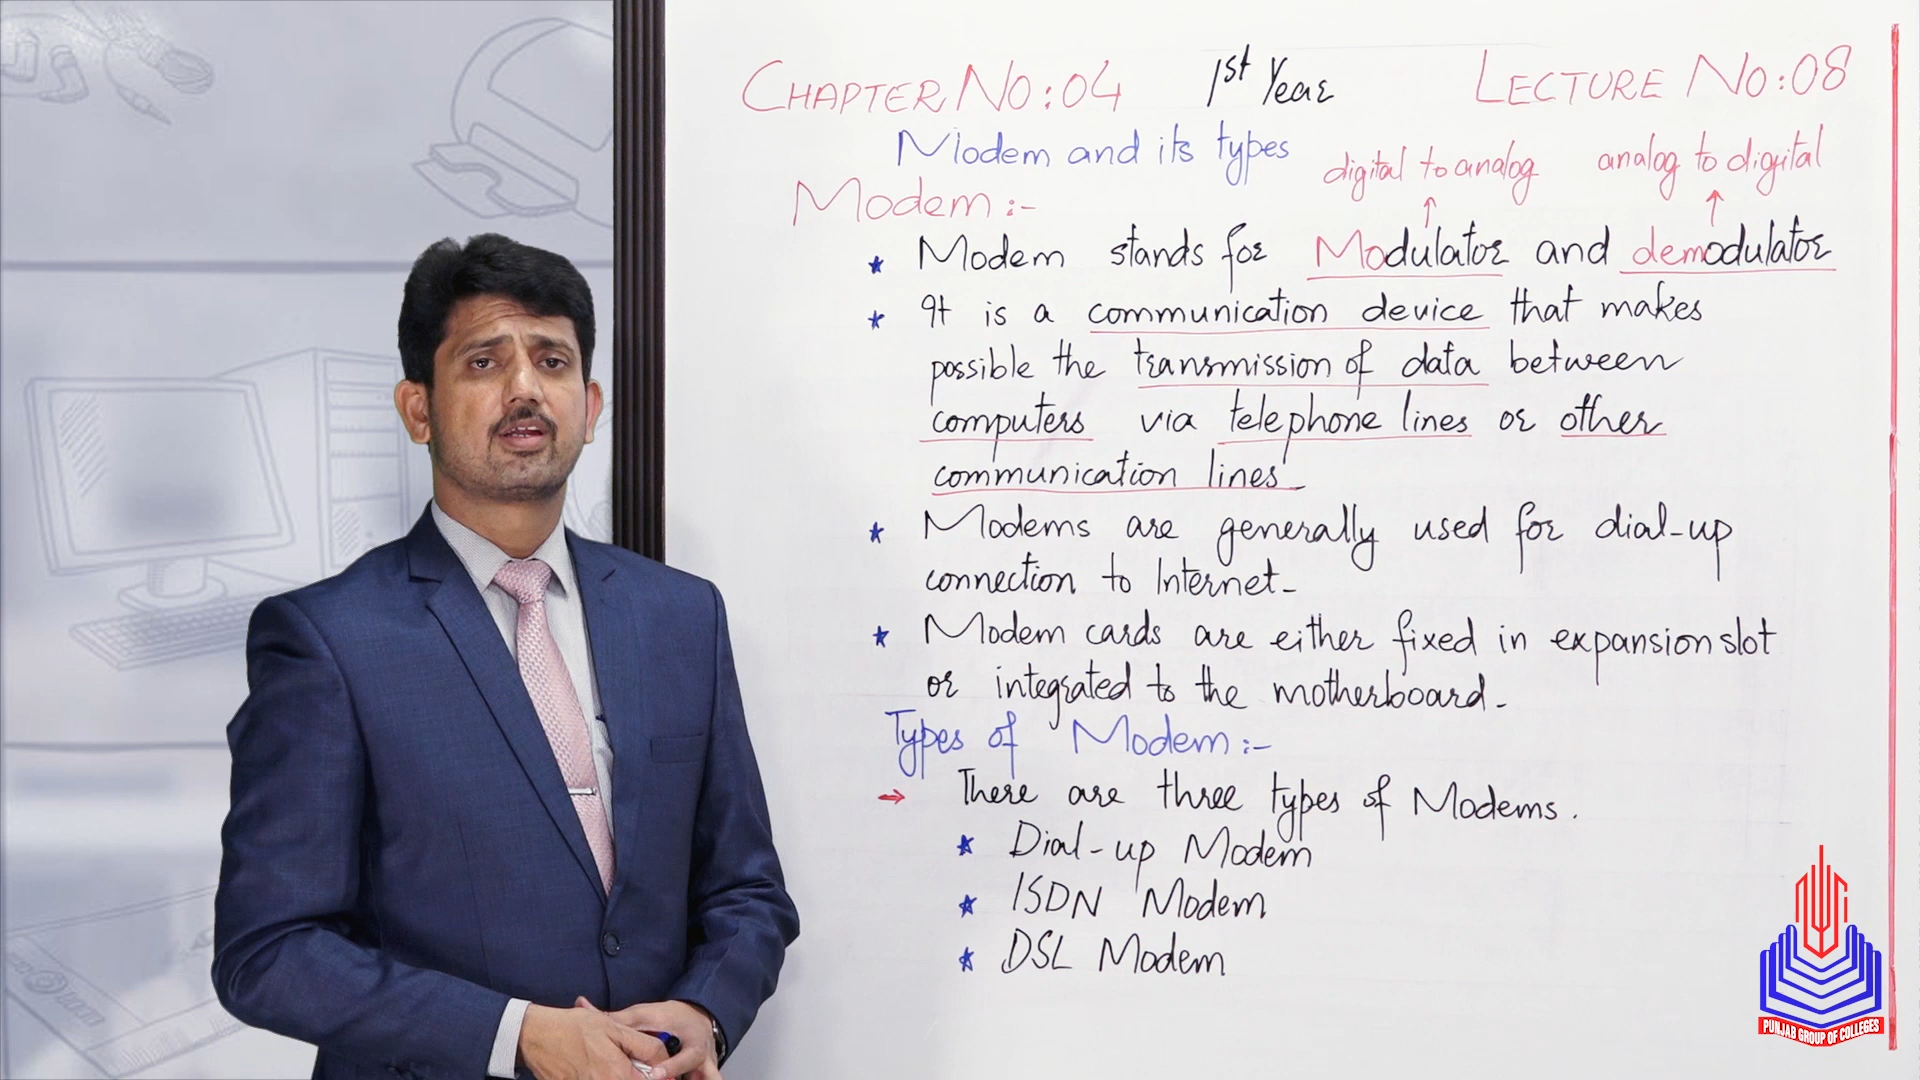 CHAPTER No:04 1st Year LECTURE No:08
Modem and its types
digital to analog analog to digital
Modem :-
Modem stands for Modulator and demodulator
It is a communication device that makes
possible the transmission of data between
computers via telephone lines or other
communication lines-
Modems are generally used for dial-up
connection to Internet-
Modem cards are either fixed in expansion slot
or integrated to the motherboard-
Types of Modem:-
→ There are three types of Modems.
Dial-up Modem
ISDN Modem
DSL Modem
PUNJAB GROUP OF COLLEGES